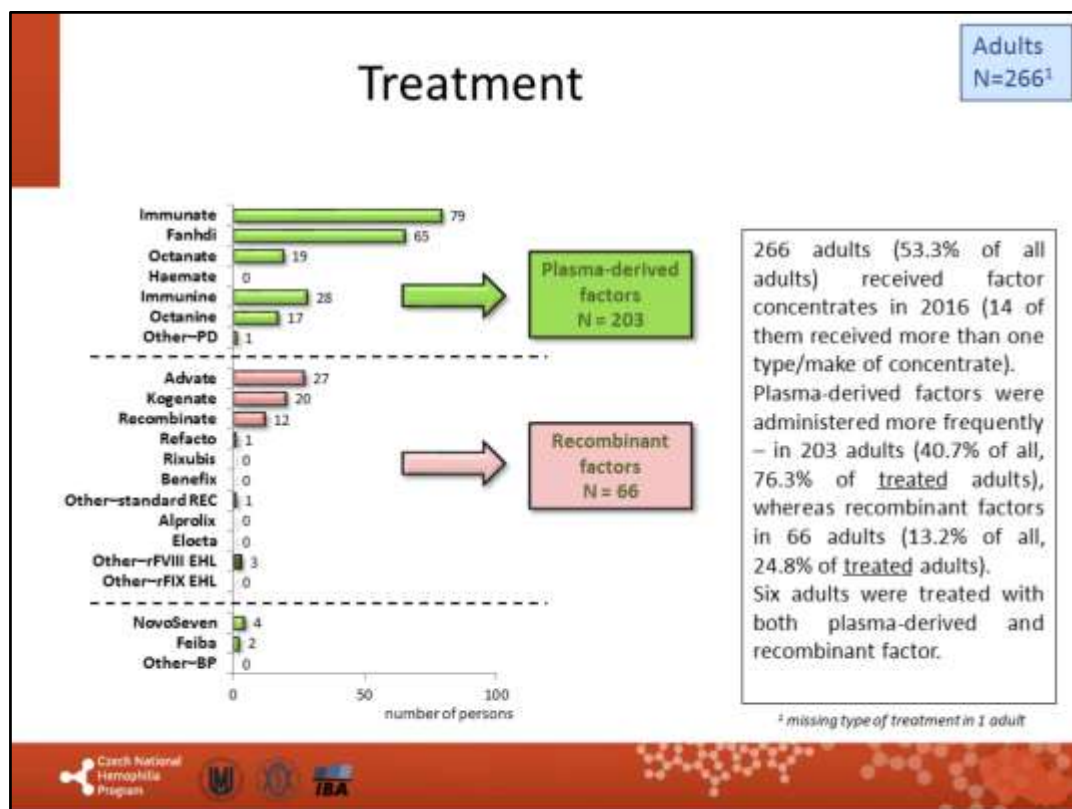 Adults
N=266¹
Treatment
Immunate 79
Fanhdi 65
Octanate 19
Haemate 0
Immunine 28
Octanine 17
Other–PD 1
Plasma-derived
factors
N = 203
Advate 27
Kogenate 20
Recombinate 12
Refacto 1
Rixubis 0
Benefix 0
Other–standard REC 1
Alprolix 0
Elocta 0
Other–rFVIII EHL 3
Other–rFIX EHL 0
Recombinant
factors
N = 66
NovoSeven 4
Feiba 2
Other–BP 0
0 50 100
number of persons
266 adults (53.3% of all
adults) received factor
concentrates in 2016 (14 of
them received more than one
type/make of concentrate).
Plasma-derived factors were
administered more frequently
– in 203 adults (40.7% of all,
76.3% of treated adults),
whereas recombinant factors
in 66 adults (13.2% of all,
24.8% of treated adults).
Six adults were treated with
both plasma-derived and
recombinant factor.
¹ missing type of treatment in 1 adult
Czech National
Hemophilia
Program
IBA